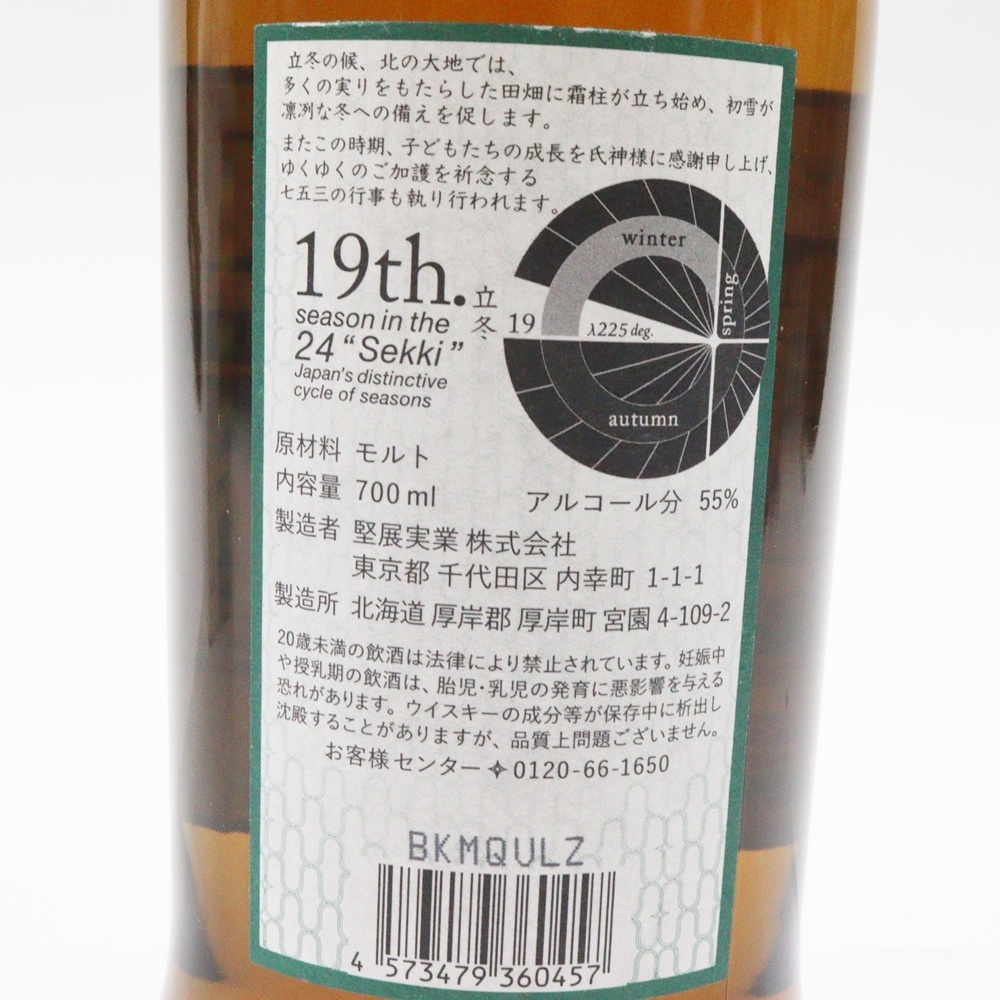 立冬の候、北の大地では、
多くの実りをもたらした田畑に霜柱が立ち始め、初雪が
凛冽な冬への備えを促します。
またこの時期、子どもたちの成長を氏神様に感謝申し上げ、
ゆくゆくのご加護を祈念する
七五三の行事も執り行われます。
winter
spring
19th.
立冬
19
λ225 deg.
season in the
24 “Sekki”
Japan's distinctive
cycle of seasons
autumn
原材料 モルト
内容量 700 ml
アルコール分 55%
製造者 堅展実業 株式会社
東京都 千代田区 内幸町 1-1-1
製造所 北海道 厚岸郡 厚岸町 宮園 4-109-2
20歳未満の飲酒は法律により禁止されています。妊娠中
や授乳期の飲酒は、胎児・乳児の発育に悪影響を与える
恐れがあります。ウイスキーの成分等が保存中に析出し
沈殿することがありますが、品質上問題ございません。
お客様センター 0120-66-1650
BKMQULZ
4 573479 360457